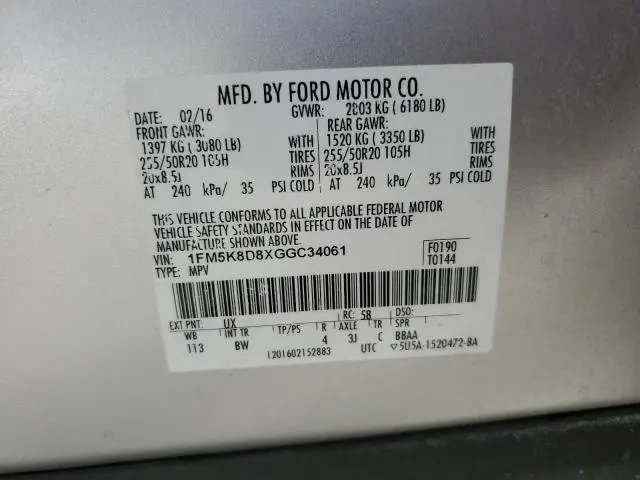 MFD. BY FORD MOTOR CO.
DATE: 02/16 GVWR: 2803 KG ( 6180 LB)
FRONT GAWR: REAR GAWR:
1397 KG ( 3080 LB) WITH 1520 KG ( 3350 LB) WITH
255/50R20 105H TIRES 255/50R20 105H TIRES
20x8.5J RIMS 20x8.5J RIMS
AT 240 kPa/ 35 PSI COLD AT 240 kPa/ 35 PSI COLD
THIS VEHICLE CONFORMS TO ALL APPLICABLE FEDERAL MOTOR
VEHICLE SAFETY STANDARDS IN EFFECT ON THE DATE OF
MANUFACTURE SHOWN ABOVE.
VIN: 1FM5K8D8XGGC34061 F0190
TYPE: MPV T0144
EXT PNT: UX RC: 58 DSO:
WB INT TR TP/PS R AXLE TR SPR
113 BW 4 3J C BBAA
1201602152883 UTC ▽5U5A-1520472-BA